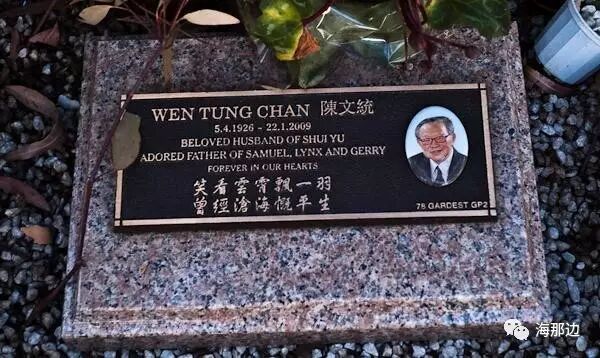 WEN TUNG CHAN 陳文統
5.4.1926 - 22.1.2009
BELOVED HUSBAND OF SHUI YU
ADORED FATHER OF SAMUEL, LYNX AND GERRY
FOREVER IN OUR HEARTS
笑看雲霄飄一羽
曾經滄海慨平生
78 GARDEST GP2
海那边